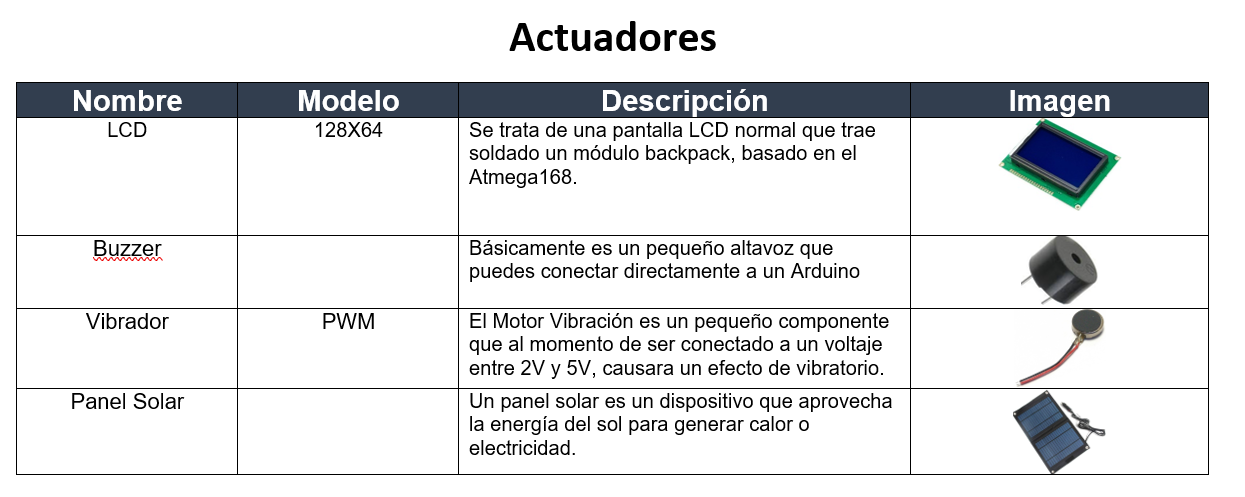 Actuadores
Nombre Modelo Descripción Imagen
LCD 128X64 Se trata de una pantalla LCD normal que trae
soldado un módulo backpack, basado en el
Atmega168.
Buzzer Básicamente es un pequeño altavoz que
puedes conectar directamente a un Arduino
Vibrador PWM El Motor Vibración es un pequeño componente
que al momento de ser conectado a un voltaje
entre 2V y 5V, causara un efecto de vibratorio.
Panel Solar Un panel solar es un dispositivo que aprovecha
la energía del sol para generar calor o
electricidad.